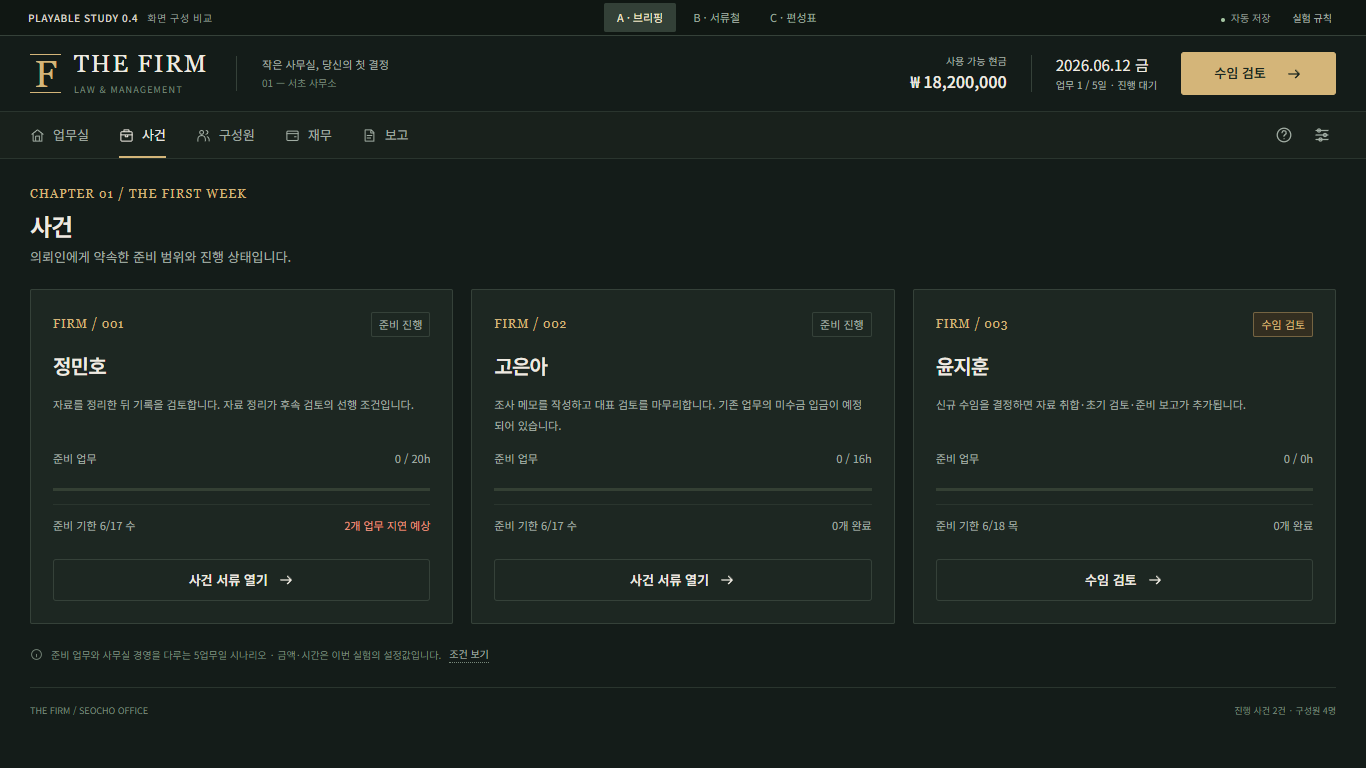 PLAYABLE STUDY 0.4 화면 구성 비교
A · 브리핑 B · 서류철 C · 편성표
자동 저장 실험 규칙
F THE FIRM
LAW & MANAGEMENT
작은 사무실, 당신의 첫 결정
01 — 서초 사무소
사용 가능 현금
₩ 18,200,000
2026.06.12 금
업무 1 / 5일 · 진행 대기
수임 검토 →
업무실 사건 구성원 재무 보고
CHAPTER 01 / THE FIRST WEEK
사건
의뢰인에게 약속한 준비 범위와 진행 상태입니다.
FIRM / 001 준비 진행
정민호
자료를 정리한 뒤 기록을 검토합니다. 자료 정리가 후속 검토의 선행 조건입니다.
준비 업무 0 / 20h
준비 기한 6/17 수 2개 업무 지연 예상
사건 서류 열기 →
FIRM / 002 준비 진행
고은아
조사 메모를 작성하고 대표 검토를 마무리합니다. 기존 업무의 미수금 입금이 예정
되어 있습니다.
준비 업무 0 / 16h
준비 기한 6/17 수 0개 완료
사건 서류 열기 →
FIRM / 003 수임 검토
윤지훈
신규 수임을 결정하면 자료 취합·초기 검토·준비 보고가 추가됩니다.
준비 업무 0 / 0h
준비 기한 6/18 목 0개 완료
수임 검토 →
준비 업무와 사무실 경영을 다루는 5업무일 시나리오 · 금액·시간은 이번 실험의 설정값입니다. 조건 보기
THE FIRM / SEOCHO OFFICE
진행 사건 2건 · 구성원 4명